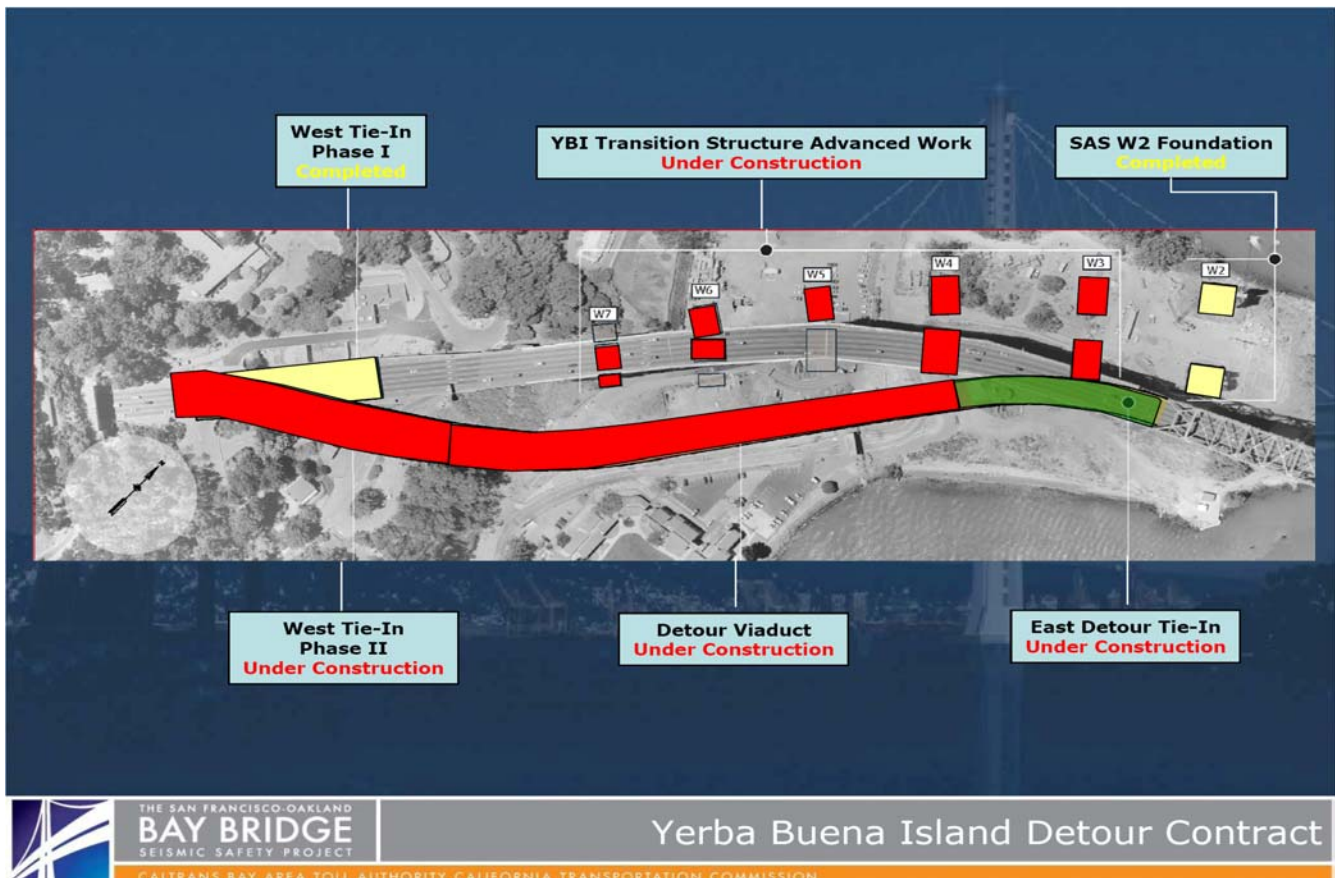 West Tie-In
Phase I
Completed
YBI Transition Structure Advanced Work
Under Construction
SAS W2 Foundation
Completed
W7
W6
W5
W4
W3
W2
West Tie-In
Phase II
Under Construction
Detour Viaduct
Under Construction
East Detour Tie-In
Under Construction
THE SAN FRANCISCO-OAKLAND
BAY BRIDGE
SEISMIC SAFETY PROJECT
Yerba Buena Island Detour Contract
CALTRANS BAY AREA TOLL AUTHORITY CALIFORNIA TRANSPORTATION COMMISSION